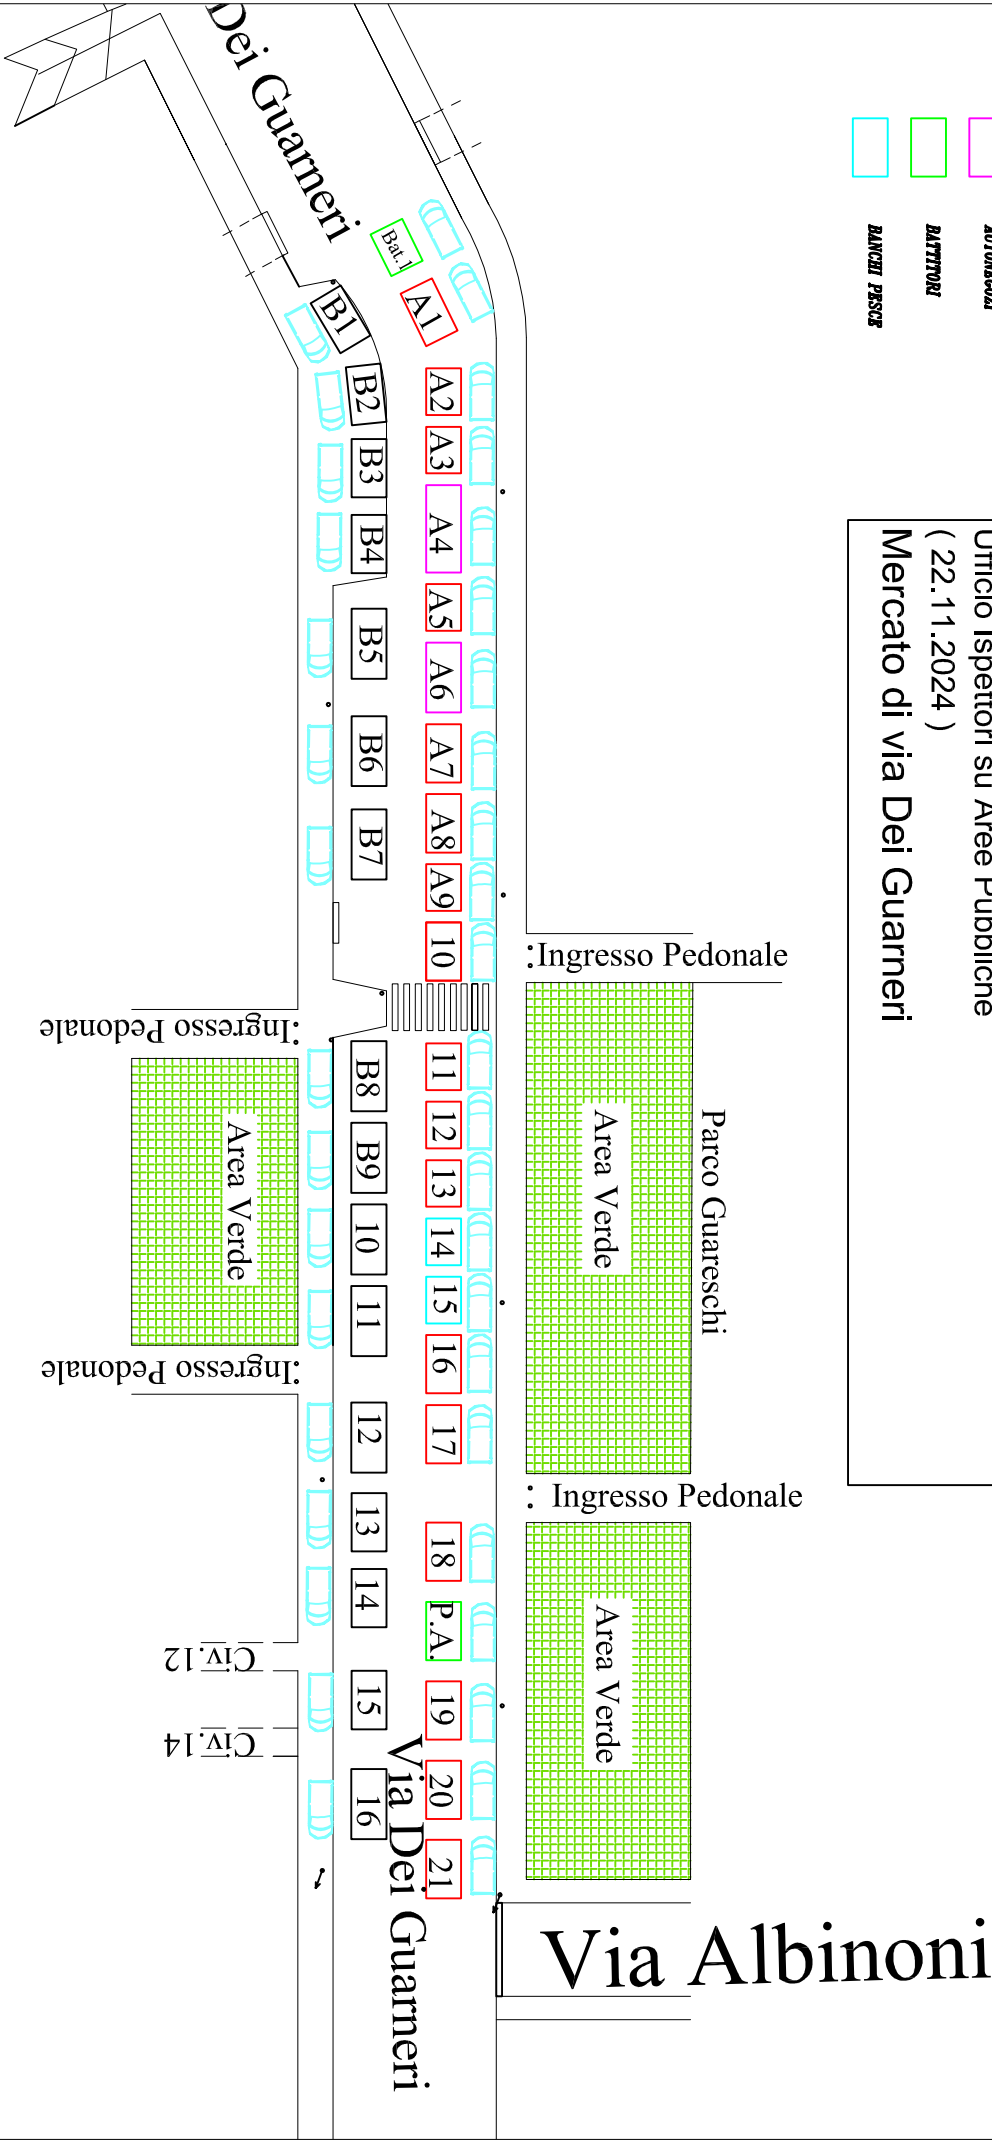 BATTITORI
BANCHI PESCE
Ufficio Ispettori su Aree Pubbliche
( 22.11.2024 )
Mercato di via Dei Guarneri
Dei Guarneri
Bat.1
A1
A2
A3
A4
A5
A6
A7
A8
A9
10
11
12
13
14
15
16
17
18
P.A.
19
20
21
B1
B2
B3
B4
B5
B6
B7
B8
B9
10
11
12
13
14
15
16
Ingresso Pedonale
Parco Guareschi
Area Verde
Ingresso Pedonale
Area Verde
Ingresso Pedonale
Area Verde
Ingresso Pedonale
Civ.12
Civ.14
Via Dei Guarneri
Via Albinoni